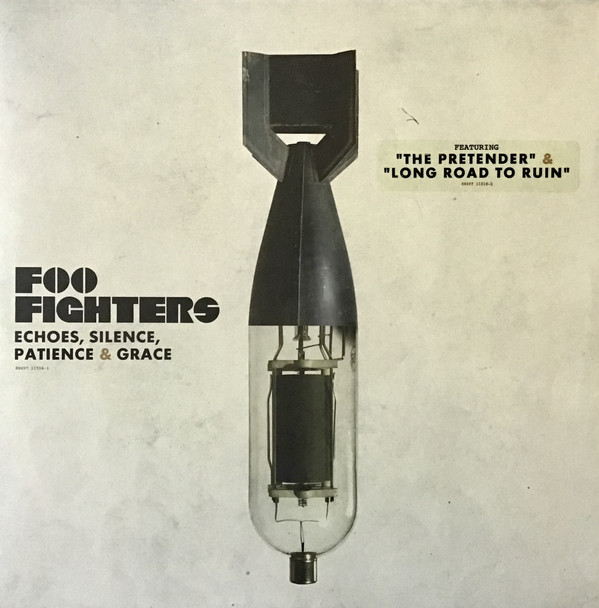 FOO
FIGHTERS
ECHOES, SILENCE,
PATIENCE & GRACE
FEATURING
"THE PRETENDER" &
"LONG ROAD TO RUIN"